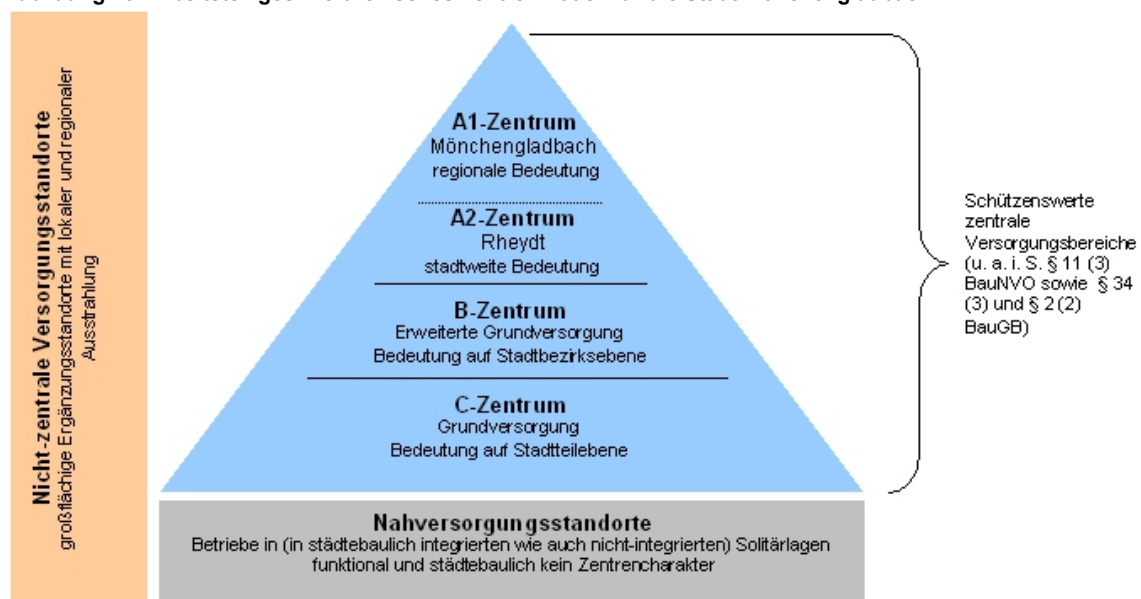 Nicht-zentrale Versorgungsstandorte
großflächige Ergänzungsstandorte mit lokaler und regionaler
Ausstrahlung
A1-Zentrum
Mönchengladbach
regionale Bedeutung
A2-Zentrum
Rheydt
stadtweite Bedeutung
B-Zentrum
Erweiterte Grundversorgung
Bedeutung auf Stadtbezirksebene
C-Zentrum
Grundversorgung
Bedeutung auf Stadtteilebene
Schützenswerte
zentrale
Versorgungsbereiche
(u. a. i. S. § 11 (3)
BauNVO sowie § 34
(3) und § 2 (2)
BauGB)
Nahversorgungsstandorte
Betriebe in (in städtebaulich integrierten wie auch nicht-integrierten) Solitärlagen
funktional und städtebaulich kein Zentrencharakter